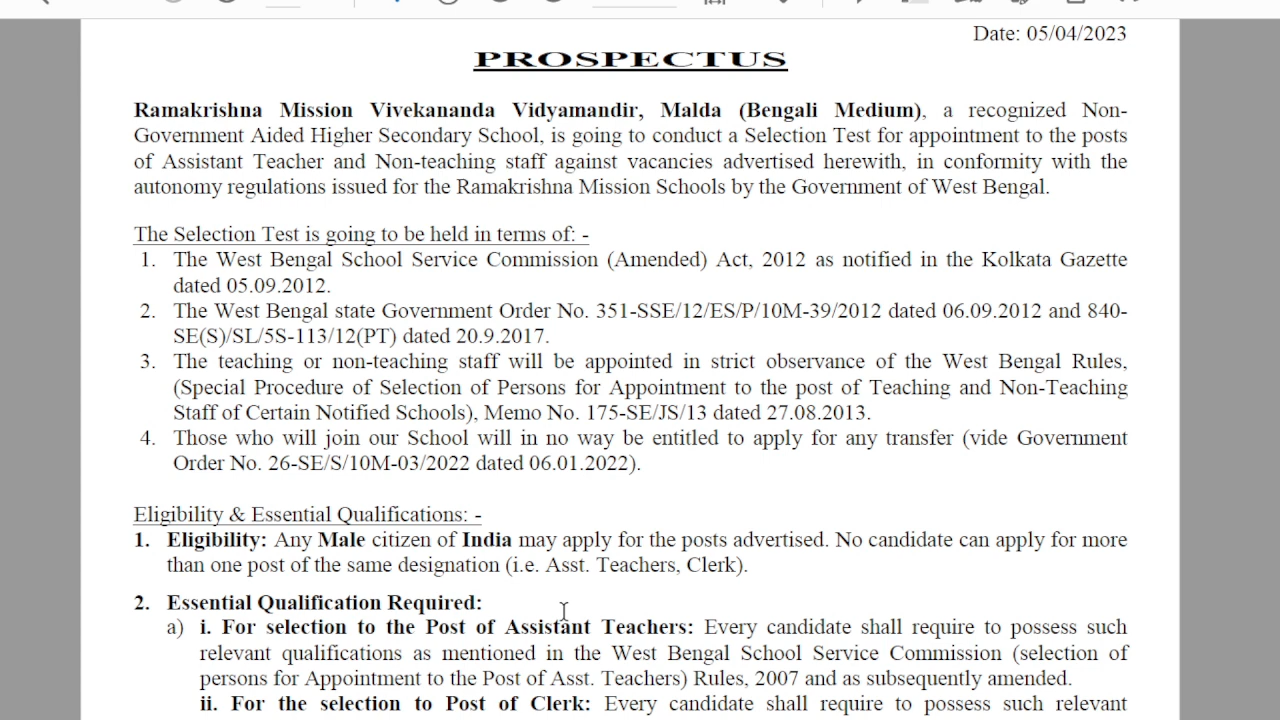 Date: 05/04/2023
PROSPECTUS
Ramakrishna Mission Vivekananda Vidyamandir, Malda (Bengali Medium), a recognized Non-
Government Aided Higher Secondary School, is going to conduct a Selection Test for appointment to the posts
of Assistant Teacher and Non-teaching staff against vacancies advertised herewith, in conformity with the
autonomy regulations issued for the Ramakrishna Mission Schools by the Government of West Bengal.
The Selection Test is going to be held in terms of: -
1. The West Bengal School Service Commission (Amended) Act, 2012 as notified in the Kolkata Gazette
dated 05.09.2012.
2. The West Bengal state Government Order No. 351-SSE/12/ES/P/10M-39/2012 dated 06.09.2012 and 840-
SE(S)/SL/5S-113/12(PT) dated 20.9.2017.
3. The teaching or non-teaching staff will be appointed in strict observance of the West Bengal Rules,
(Special Procedure of Selection of Persons for Appointment to the post of Teaching and Non-Teaching
Staff of Certain Notified Schools), Memo No. 175-SE/JS/13 dated 27.08.2013.
4. Those who will join our School will in no way be entitled to apply for any transfer (vide Government
Order No. 26-SE/S/10M-03/2022 dated 06.01.2022).
Eligibility & Essential Qualifications: -
1. Eligibility: Any Male citizen of India may apply for the posts advertised. No candidate can apply for more
than one post of the same designation (i.e. Asst. Teachers, Clerk).
2. Essential Qualification Required:
a) i. For selection to the Post of Assistant Teachers: Every candidate shall require to possess such
relevant qualifications as mentioned in the West Bengal School Service Commission (selection of
persons for Appointment to the Post of Asst. Teachers) Rules, 2007 and as subsequently amended.
ii. For the selection to Post of Clerk: Every candidate shall require to possess such relevant